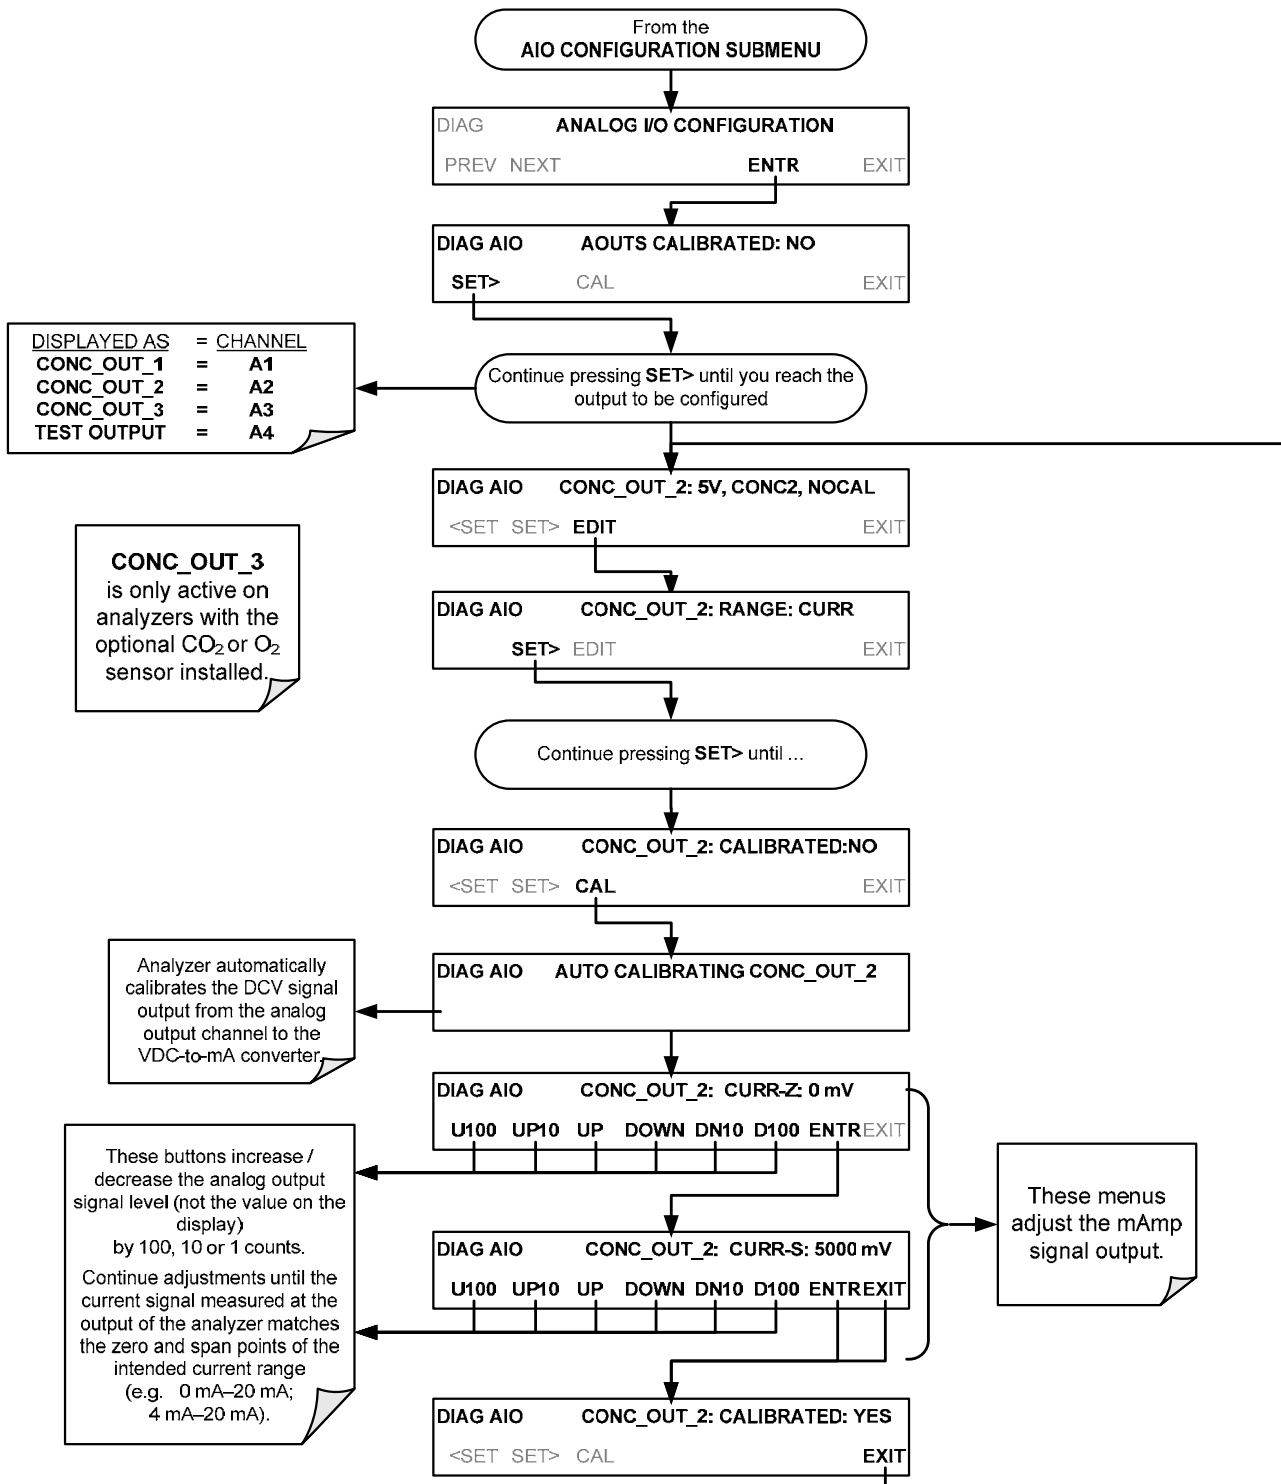 From the
AIO CONFIGURATION SUBMENU
DIAG ANALOG I/O CONFIGURATION
PREV NEXT ENTR EXIT
DIAG AIO AOUTS CALIBRATED: NO
SET> CAL EXIT
DISPLAYED AS = CHANNEL
CONC_OUT_1 = A1
CONC_OUT_2 = A2
CONC_OUT_3 = A3
TEST OUTPUT = A4
Continue pressing SET> until you reach the
output to be configured
DIAG AIO CONC_OUT_2: 5V, CONC2, NOCAL
<SET SET> EDIT EXIT
CONC_OUT_3
is only active on
analyzers with the
optional CO₂ or O₂
sensor installed.
DIAG AIO CONC_OUT_2: RANGE: CURR
SET> EDIT EXIT
Continue pressing SET> until ...
DIAG AIO CONC_OUT_2: CALIBRATED:NO
<SET SET> CAL EXIT
Analyzer automatically
calibrates the DCV signal
output from the analog
output channel to the
VDC-to-mA converter.
DIAG AIO AUTO CALIBRATING CONC_OUT_2
DIAG AIO CONC_OUT_2: CURR-Z: 0 mV
U100 UP10 UP DOWN DN10 D100 ENTR EXIT
These buttons increase /
decrease the analog output
signal level (not the value on the
display)
by 100, 10 or 1 counts.
Continue adjustments until the
current signal measured at the
output of the analyzer matches
the zero and span points of the
intended current range
(e.g. 0 mA–20 mA;
4 mA–20 mA).
DIAG AIO CONC_OUT_2: CURR-S: 5000 mV
U100 UP10 UP DOWN DN10 D100 ENTR EXIT
These menus
adjust the mAmp
signal output.
DIAG AIO CONC_OUT_2: CALIBRATED: YES
<SET SET> CAL EXIT